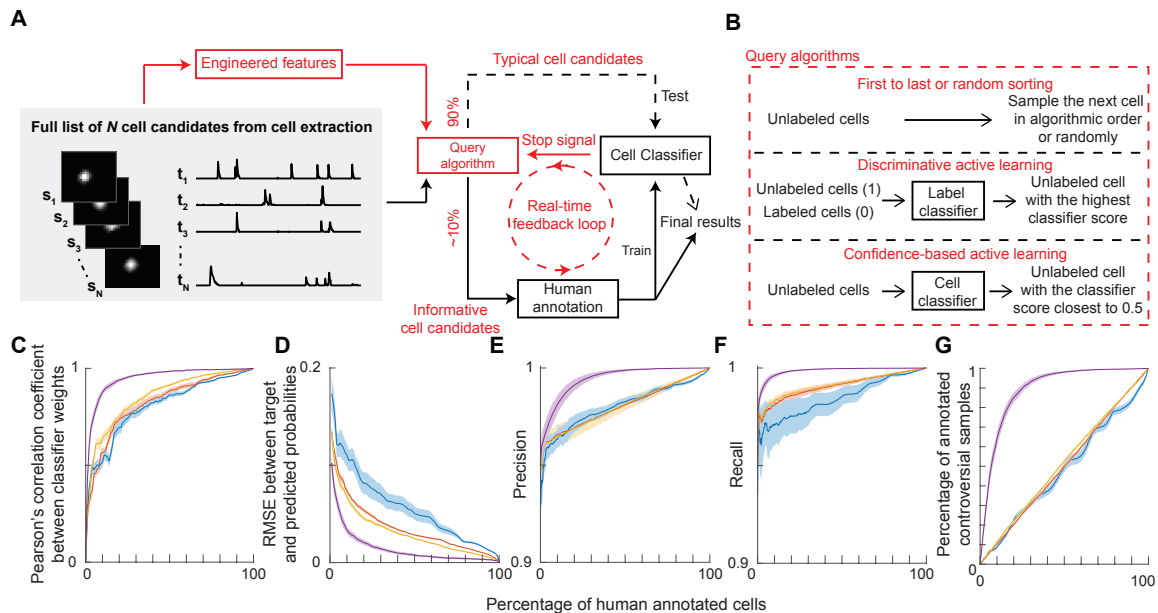 A
Engineered features
Full list of N cell candidates from cell extraction
s1
s2
s3
sN
t1
t2
t3
tN
Typical cell candidates
90%
Query
algorithm
Stop signal
Test
Cell Classifier
Real-time
feedback loop
Final results
~10%
Train
Informative
cell candidates
Human
annotation
B
Query algorithms
First to last or random sorting
Unlabeled cells
Sample the next cell
in algorithmic order
or randomly
Discriminative active learning
Unlabeled cells (1)
Labeled cells (0)
Label
classifier
Unlabeled cell
with the highest
classifier score
Confidence-based active learning
Unlabeled cells
Cell
classifier
Unlabeled cell
with the classifier
score closest to 0.5
C
Pearson's correlation coefficient
between classifier weights
1
0
0
100
D
RMSE between target
and predicted probabilities
0.2
0
0
100
E
Precision
1
0.9
0
100
F
Recall
1
0.9
0
100
G
Percentage of annotated
controversial samples
1
0
0
100
Percentage of human annotated cells